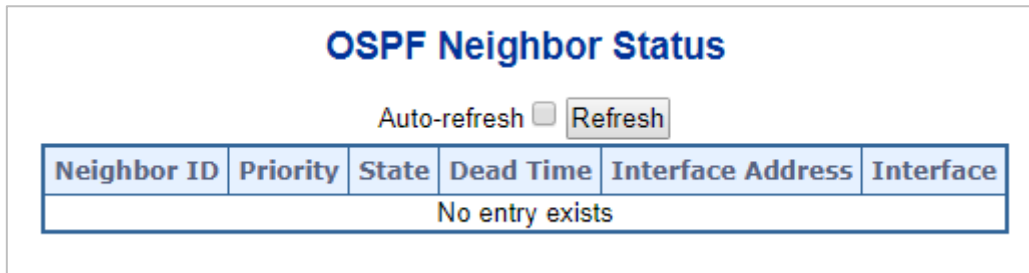 OSPF Neighbor Status
Auto-refresh Refresh
Neighbor ID Priority State Dead Time Interface Address Interface
No entry exists